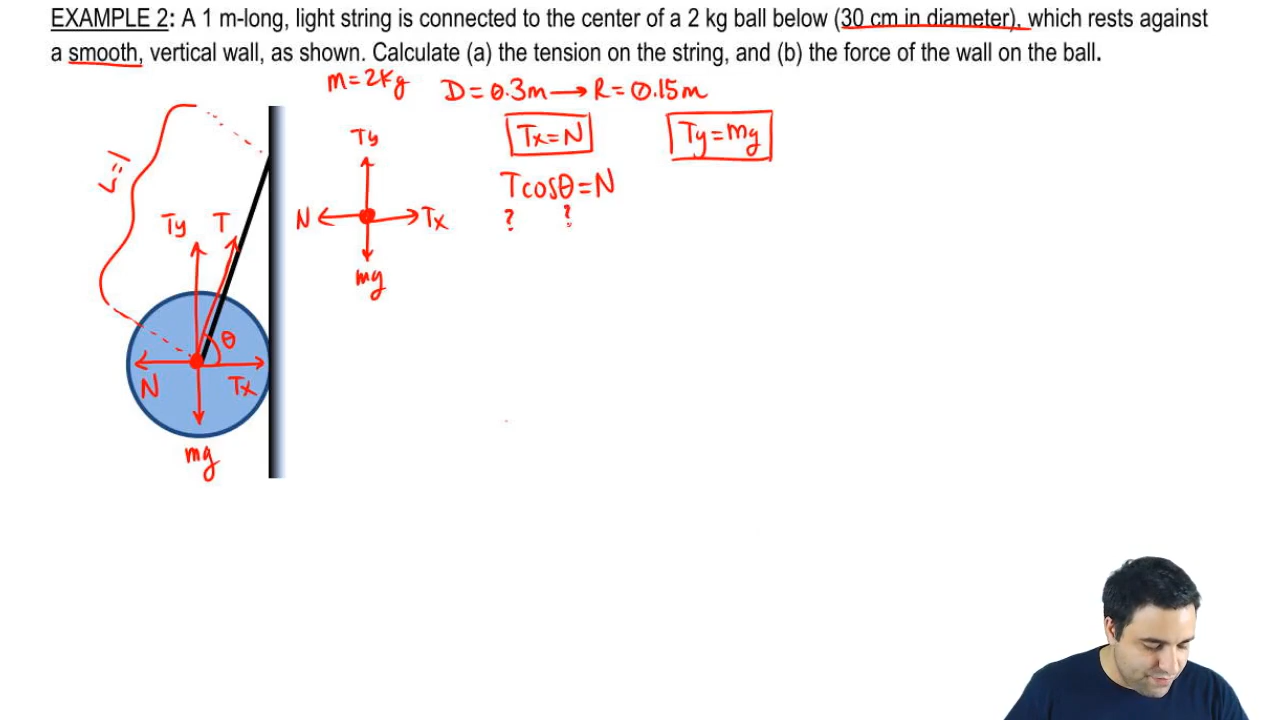 EXAMPLE 2: A 1 m-long, light string is connected to the center of a 2 kg ball below (30 cm in diameter), which rests against
a smooth, vertical wall, as shown. Calculate (a) the tension on the string, and (b) the force of the wall on the ball.
m=2kg D=0.3m→R=0.15m
Ty Tx=N Ty=mg
L=1
Tcosθ=N
Ty T N Tx ? ?
mg
θ
N Tx
mg